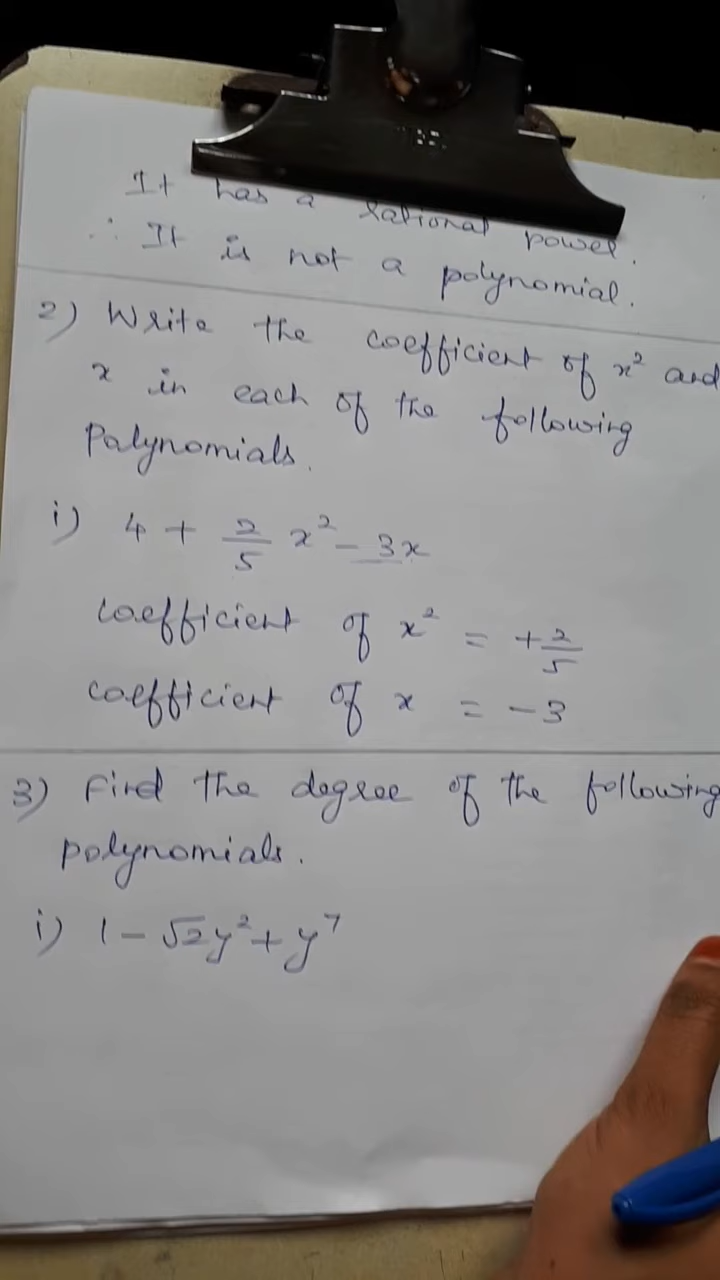 It has a rational power.
∴ It is not a polynomial.
2) Write the coefficient of x² and
x in each of the following
Palynomials.
i) 4 + 2/5 x² - 3x
coefficient of x² = +2/5
coefficient of x = -3
3) Find the degree of the following
polynomials.
i) 1 - √2y² + y⁷